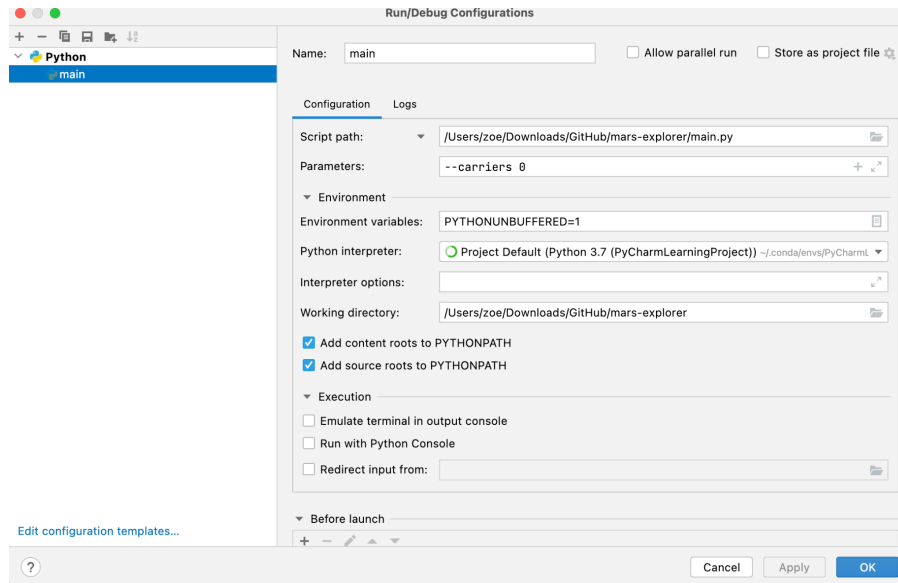 Run/Debug Configurations
Python
main
Name: main Allow parallel run Store as project file
Configuration Logs
Script path: /Users/zoe/Downloads/GitHub/mars-explorer/main.py
Parameters: --carriers 0
Environment
Environment variables: PYTHONUNBUFFERED=1
Python interpreter: Project Default (Python 3.7 (PyCharmLearningProject)) ~/.conda/envs/PyCharmL
Interpreter options:
Working directory: /Users/zoe/Downloads/GitHub/mars-explorer
Add content roots to PYTHONPATH
Add source roots to PYTHONPATH
Execution
Emulate terminal in output console
Run with Python Console
Redirect input from:
Before launch
Edit configuration templates...
? Cancel Apply OK